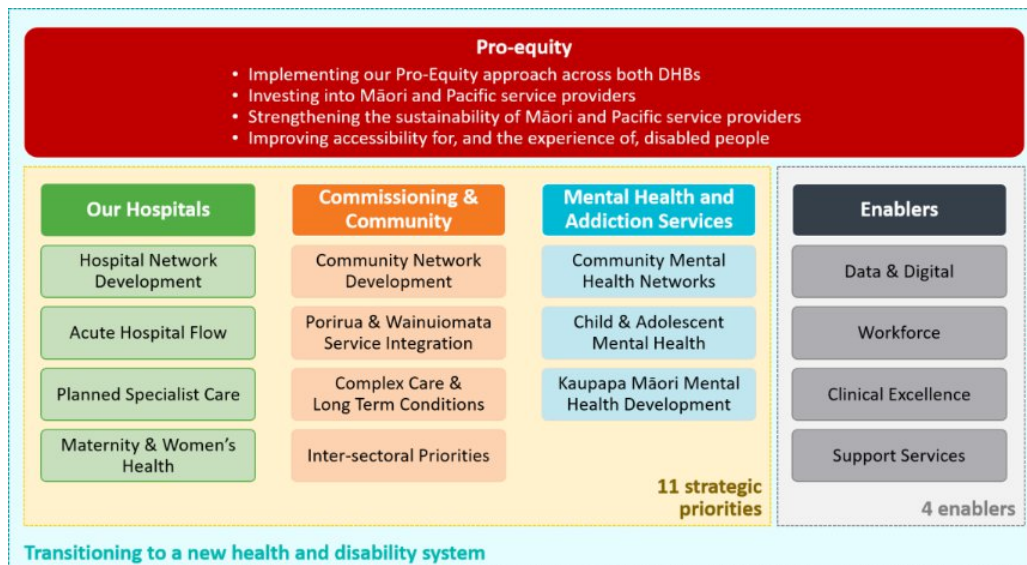 Pro-equity
• Implementing our Pro-Equity approach across both DHBs
• Investing into Māori and Pacific service providers
• Strengthening the sustainability of Māori and Pacific service providers
• Improving accessibility for, and the experience of, disabled people
Our Hospitals
Hospital Network
Development
Acute Hospital Flow
Planned Specialist Care
Maternity & Women's
Health
Commissioning &
Community
Community Network
Development
Porirua & Wainuiomata
Service Integration
Complex Care &
Long Term Conditions
Inter-sectoral Priorities
Mental Health and
Addiction Services
Community Mental
Health Networks
Child & Adolescent
Mental Health
Kaupapa Māori Mental
Health Development
11 strategic
priorities
Enablers
Data & Digital
Workforce
Clinical Excellence
Support Services
4 enablers
Transitioning to a new health and disability system